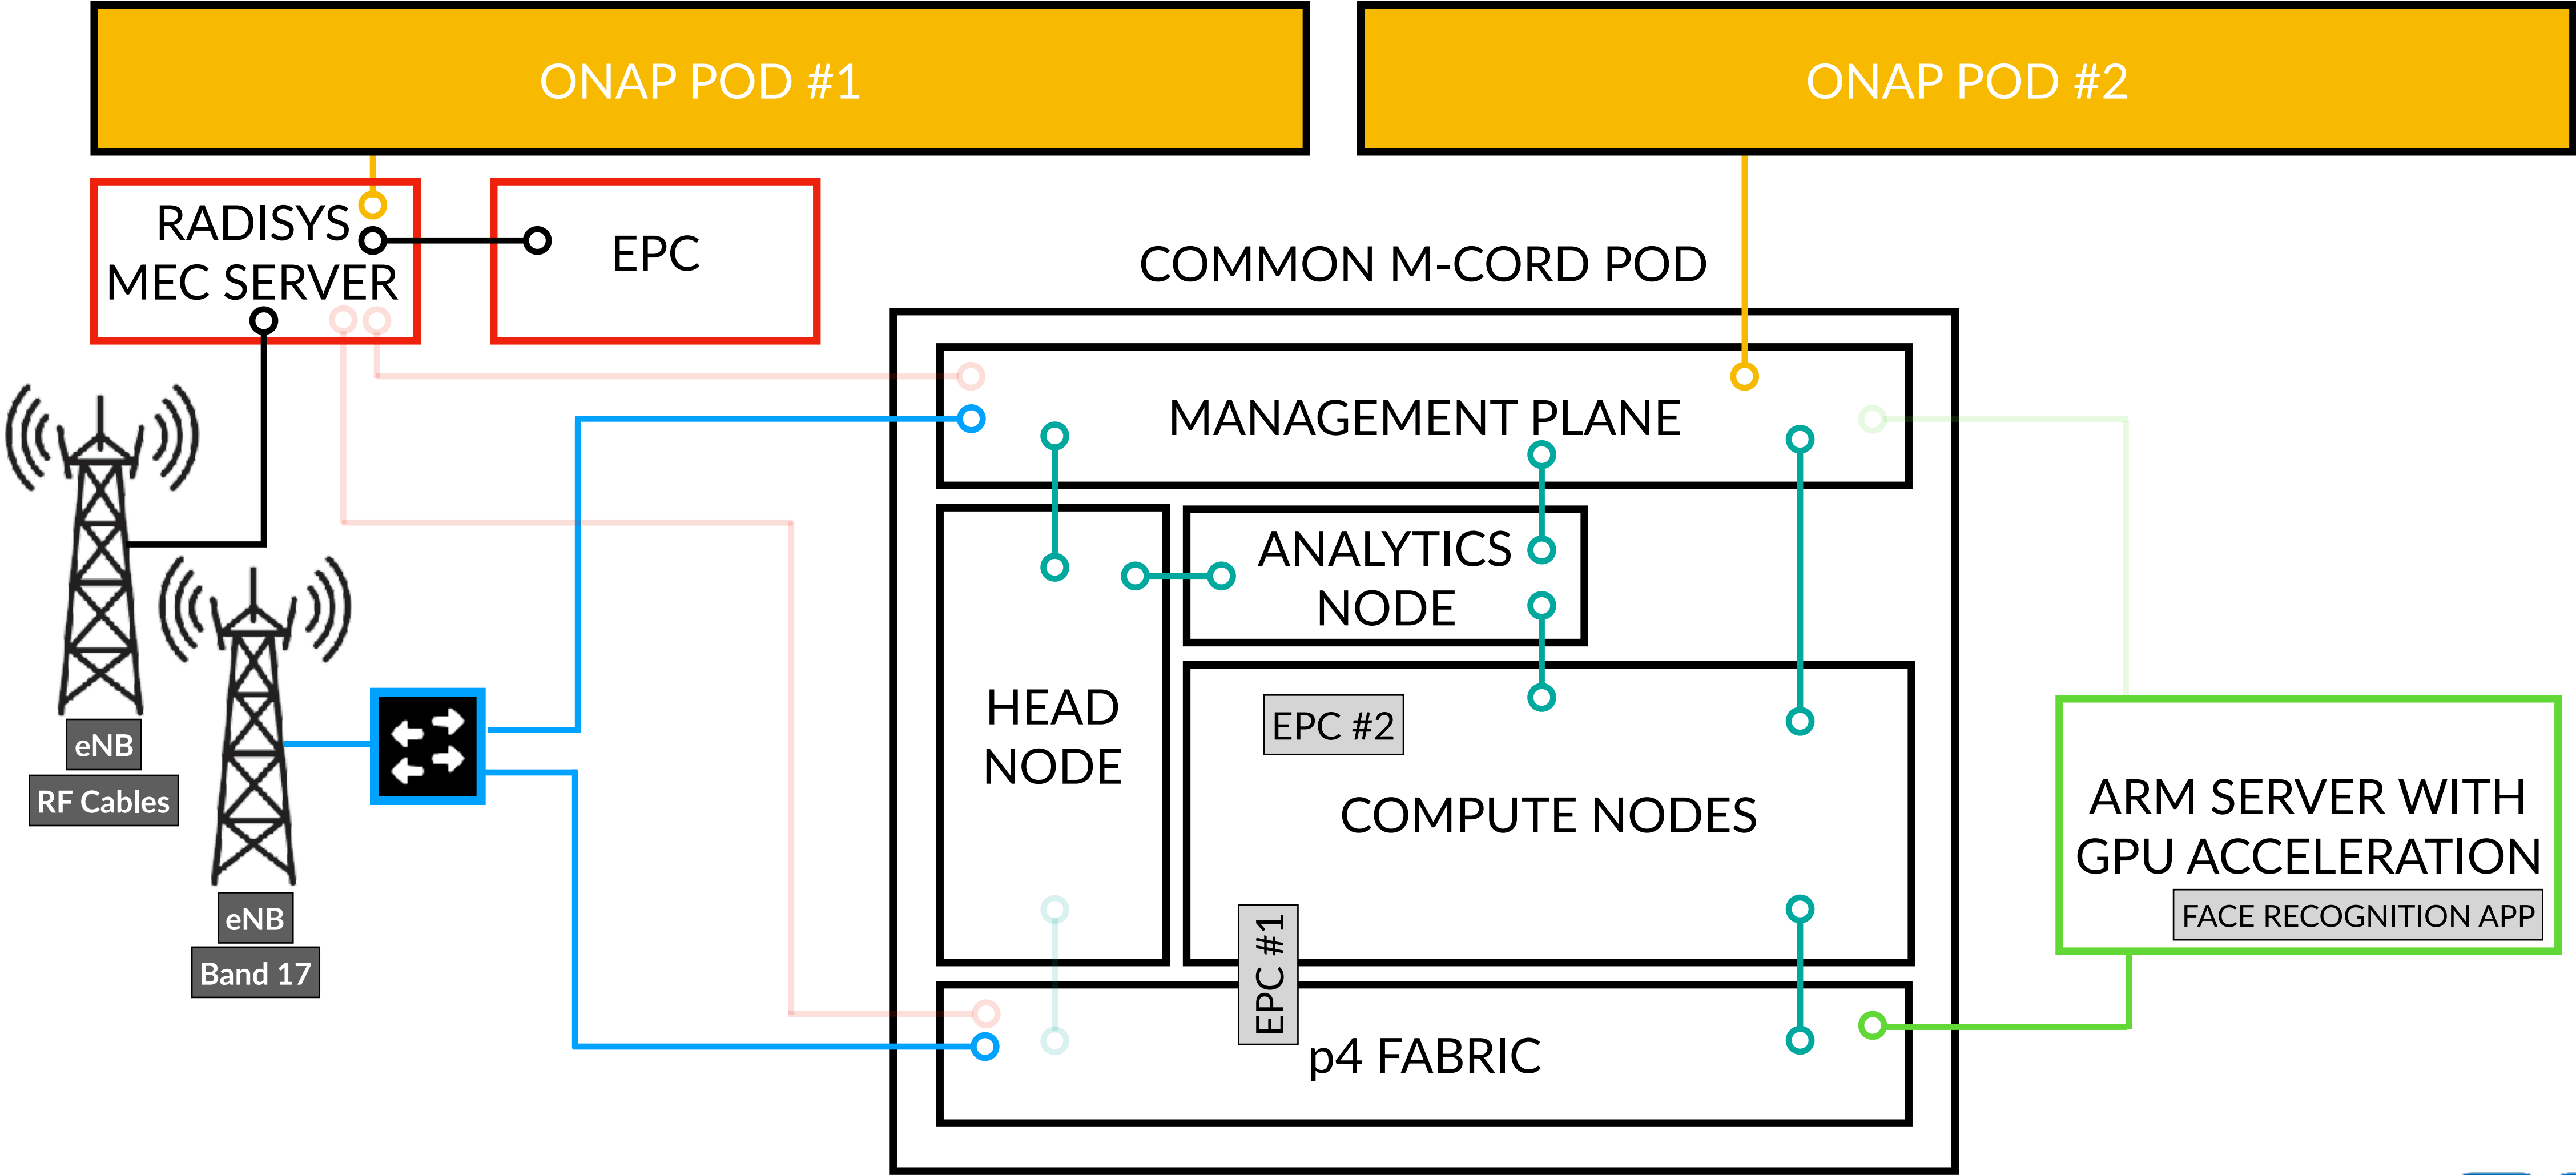 ONAP POD #1
ONAP POD #2
RADISYS
MEC SERVER
EPC
COMMON M-CORD POD
MANAGEMENT PLANE
ANALYTICS
NODE
HEAD
NODE
EPC #2
COMPUTE NODES
EPC #1
p4 FABRIC
eNB
RF Cables
eNB
Band 17
ARM SERVER WITH
GPU ACCELERATION
FACE RECOGNITION APP